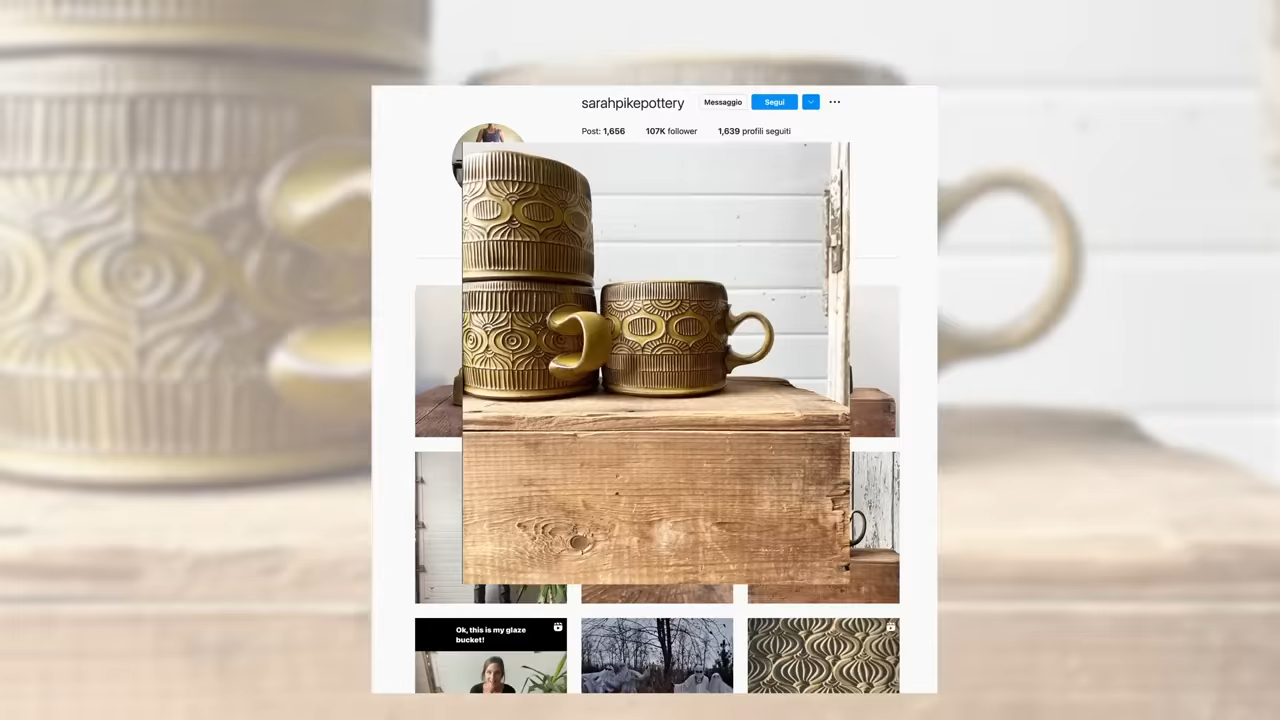 sarahpikepottery Messaggio Segui
Post: 1,656 107K follower 1,639 profili seguiti
Ok, this is my glaze
bucket!